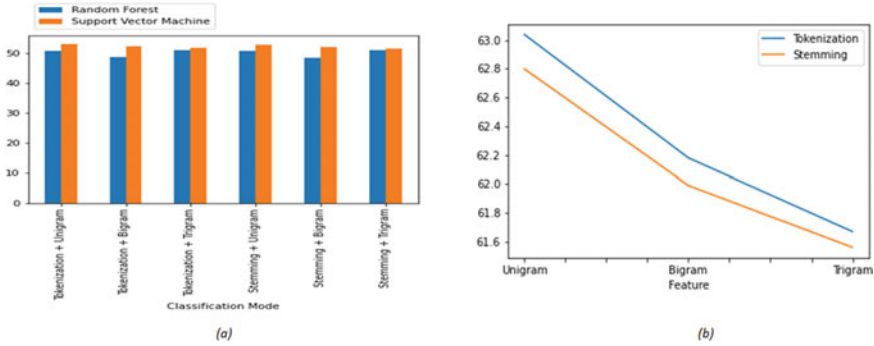 Random Forest
Support Vector Machine
50
40
30
20
10
0
Tokenization + Unigram
Tokenization + Bigram
Tokenization + Trigram
Stemming + Unigram
Stemming + Bigram
Stemming + Trigram
Classification Mode
(a)
63.0
62.8
62.6
62.4
62.2
62.0
61.8
61.6
Tokenization
Stemming
Unigram
Bigram
Trigram
Feature
(b)